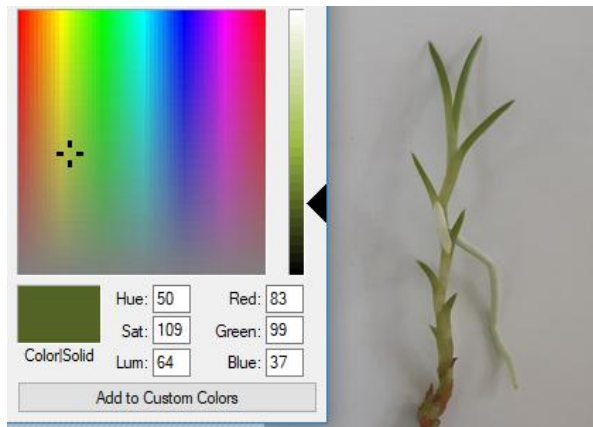 Hue: 50 Red: 83
Sat: 109 Green: 99
Color|Solid Lum: 64 Blue: 37
Add to Custom Colors